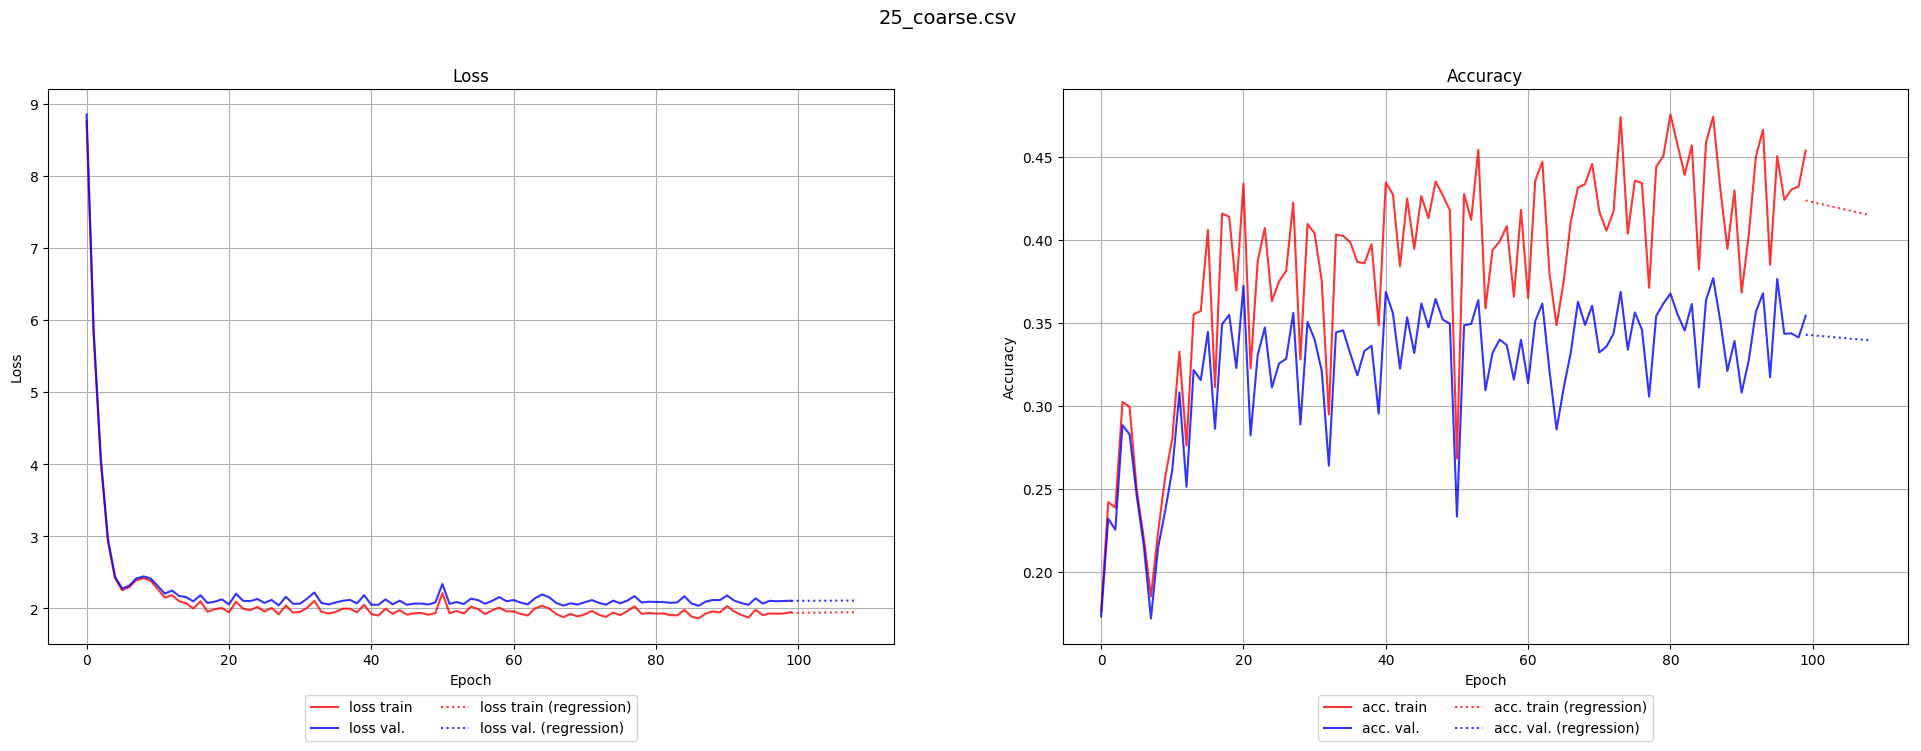 25_coarse.csv
Loss
9
8
7
6
5
4
3
2
Loss
0 20 40 60 80 100
Epoch
loss train
loss val.
loss train (regression)
loss val. (regression)
Accuracy
0.45
0.40
0.35
0.30
0.25
0.20
Accuracy
0 20 40 60 80 100
Epoch
acc. train
acc. val.
acc. train (regression)
acc. val. (regression)